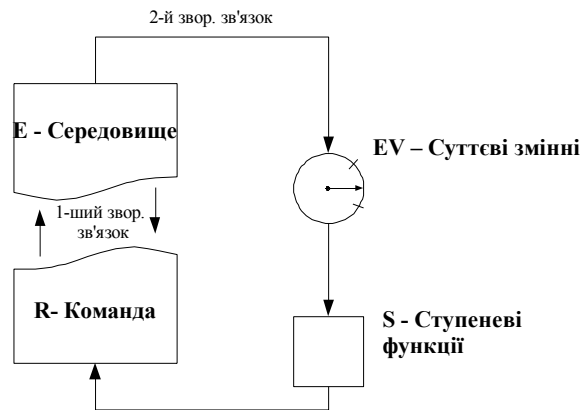 2-й звор. зв'язок
E - Середовище
EV – Суттєві змінні
1-ший звор.
зв'язок
R- Команда
S - Ступеневі
функції